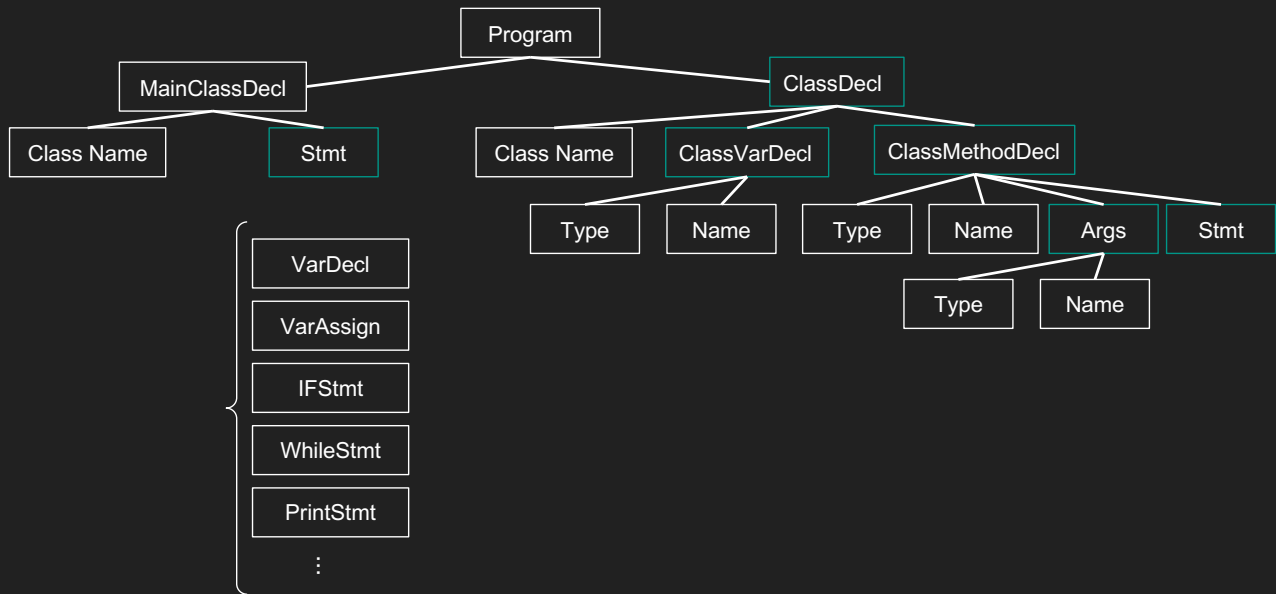 Program
MainClassDecl
ClassDecl
Class Name
Stmt
Class Name
ClassVarDecl
ClassMethodDecl
Type
Name
Type
Name
Args
Stmt
VarDecl
Type
Name
VarAssign
IFStmt
WhileStmt
PrintStmt
⋮